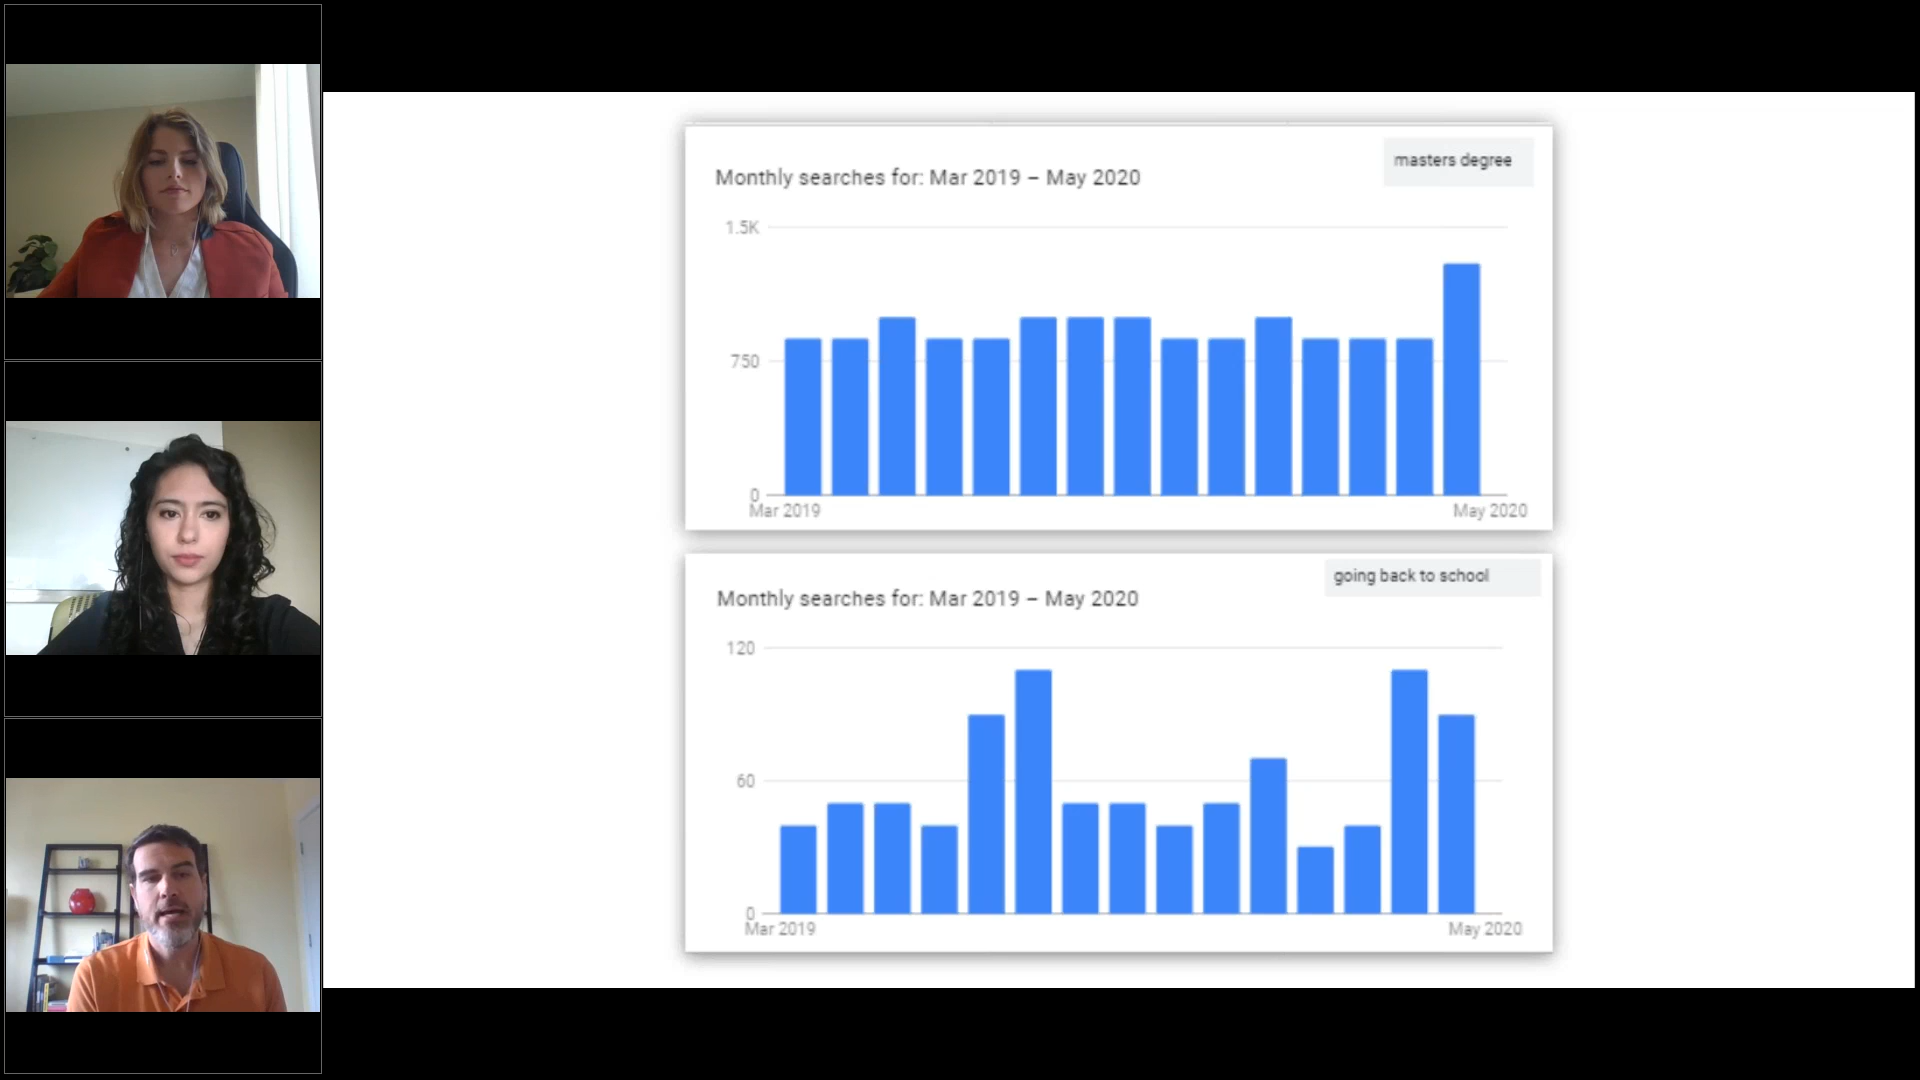 masters degree
Monthly searches for: Mar 2019 – May 2020
1.5K
750
0
Mar 2019
May 2020
going back to school
Monthly searches for: Mar 2019 – May 2020
120
60
0
Mar 2019
May 2020